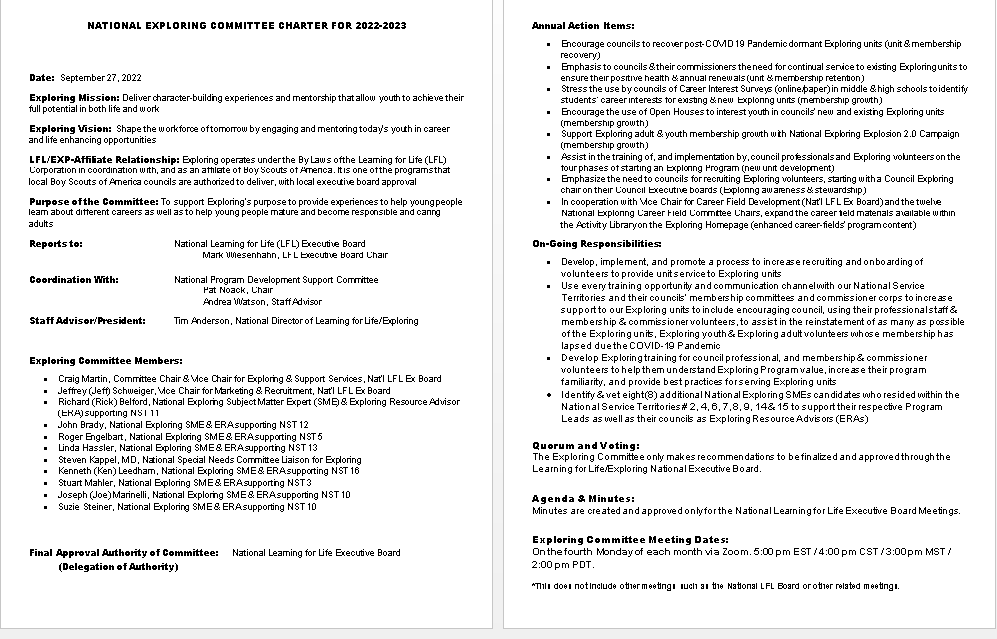 NATIONAL EXPLORING COMMITTEE CHARTER FOR 2022-2023
Date: September 27, 2022
Exploring Mission: Deliver character-building experiences and mentorship that allow youth to achieve their
full potential in both life and work
Exploring Vision: Shape the workforce of tomorrow by engaging and mentoring today's youth in career
and life enhancing opportunities
LFL/EXP-Affiliate Relationship: Exploring operates under the By Laws of the Learning for Life (LFL)
Corporation in coordination with, and as an affiliate of Boy Scouts of America. It is one of the programs that
local Boy Scouts of America councils are authorized to deliver, with local executive board approval
Purpose of the Committee: To support Exploring's purpose to provide experiences to help young people
learn about different careers as well as to help young people mature and become responsible and caring
adults
Reports to: National Learning for Life (LFL) Executive Board
Mark Wiesenhahn, LFL Executive Board Chair
Coordination With: National Program Development Support Committee
Pat Noack, Chair
Andrea Watson, Staff Advisor
Staff Advisor/President: Tim Anderson, National Director of Learning for Life/Exploring
Exploring Committee Members:
• Craig Martin, Committee Chair & Vice Chair for Exploring & Support Services, Nat'l LFL Ex Board
• Jeffrey (Jeff) Schweiger, Vice Chair for Marketing & Recruitment, Nat'l LFL Ex Board
• Richard (Rick) Belford, National Exploring Subject Matter Expert (SME) & Exploring Resource Advisor
(ERA) supporting NST 11
• John Brady, National Exploring SME & ERA supporting NST 12
• Roger Engelbart, National Exploring SME & ERA supporting NST 5
• Linda Hassler, National Exploring SME & ERA supporting NST 13
• Steven Kappel, MD, National Special Needs Committee Liaison for Exploring
• Kenneth (Ken) Leedham, National Exploring SME & ERA supporting NST 16
• Stuart Mahler, National Exploring SME & ERA supporting NST 3
• Joseph (Joe) Marinelli, National Exploring SME & ERA supporting NST 10
• Suzie Steiner, National Exploring SME & ERA supporting NST 10
Final Approval Authority of Committee: National Learning for Life Executive Board
(Delegation of Authority)
Annual Action Items:
• Encourage councils to recover post-COVID 19 Pandemic dormant Exploring units (unit & membership
recovery)
• Emphasis to councils & their commissioners the need for continual service to existing Exploring units to
ensure their positive health & annual renewals (unit & membership retention)
• Stress the use by councils of Career Interest Surveys (online/paper) in middle & high schools to identify
students' career interests for existing & new Exploring units (membership growth)
• Encourage the use of Open Houses to interest youth in councils' new and existing Exploring units
(membership growth)
• Support Exploring adult & youth membership growth with National Exploring Explosion 2.0 Campaign
(membership growth)
• Assist in the training of, and implementation by, council professionals and Exploring volunteers on the
four phases of starting an Exploring Program (new unit development)
• Emphasize the need to councils for recruiting Exploring volunteers, starting with a Council Exploring
chair on their Council Executive boards (Exploring awareness & stewardship)
• In cooperation with Vice Chair for Career Field Development (Nat'l LFL Ex Board) and the twelve
National Exploring Career Field Committee Chairs, expand the career field materials available within
the Activity Library on the Exploring Homepage (enhanced career-fields' program content)
On-Going Responsibilities:
• Develop, implement, and promote a process to increase recruiting and onboarding of
volunteers to provide unit service to Exploring units
• Use every training opportunity and communication channel with our National Service
Territories and their councils' membership committees and commissioner corps to increase
support to our Exploring units to include encouraging council, using their professional staff &
membership & commissioner volunteers, to assist in the reinstatement of as many as possible
of the Exploring units, Exploring youth & Exploring adult volunteers whose membership has
lapsed due the COVID-19 Pandemic
• Develop Exploring training for council professional, and membership & commissioner
volunteers to help them understand Exploring Program value, increase their program
familiarity, and provide best practices for serving Exploring units
• Identify & vet eight(8) additional National Exploring SMEs candidates who resided within the
National Service Territories# 2, 4, 6, 7, 8, 9, 14 & 15 to support their respective Program
Leads as well as their councils as Exploring Resource Advisors (ERAs)
Quorum and Voting:
The Exploring Committee only makes recommendations to be finalized and approved through the
Learning for Life/Exploring National Executive Board.
Agenda & Minutes:
Minutes are created and approved only for the National Learning for Life Executive Board Meetings.
Exploring Committee Meeting Dates:
On the fourth Monday of each month via Zoom. 5:00 pm EST / 4:00 pm CST / 3:00 pm MST /
2:00 pm PDT.
*This does not include other meetings such as the National LFL Board or other related meetings.